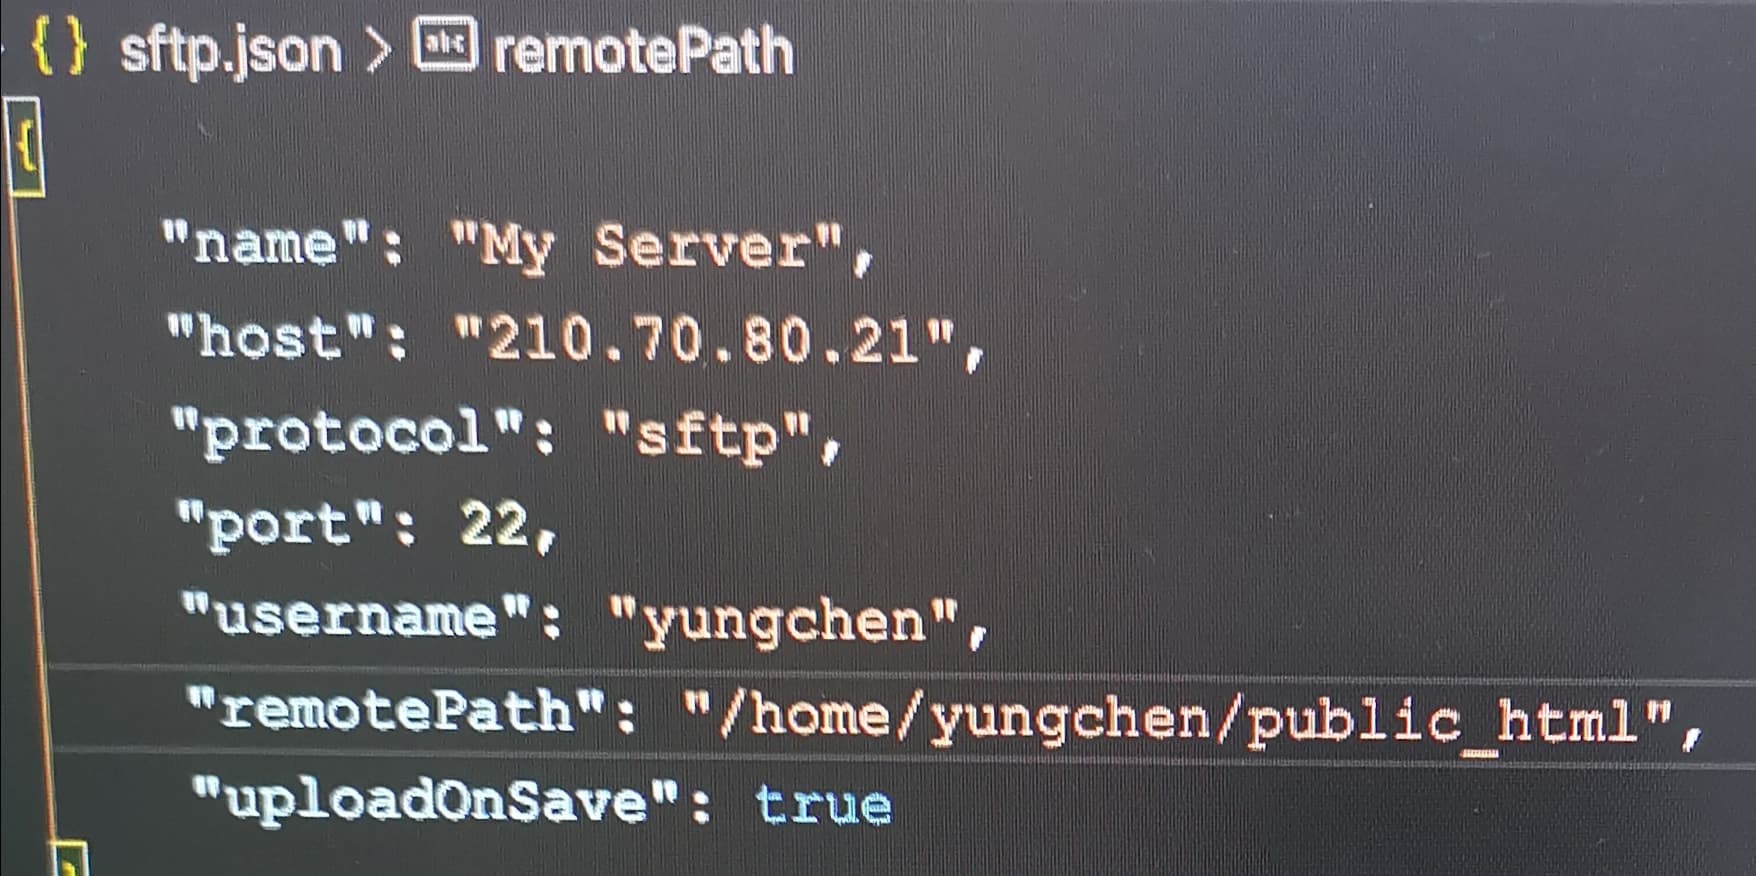 {} sftp.json > abc remotePath
{
"name": "My Server",
"host": "210.70.80.21",
"protocol": "sftp",
"port": 22,
"username": "yungchen",
"remotePath": "/home/yungchen/public_html",
"uploadOnSave": true
}